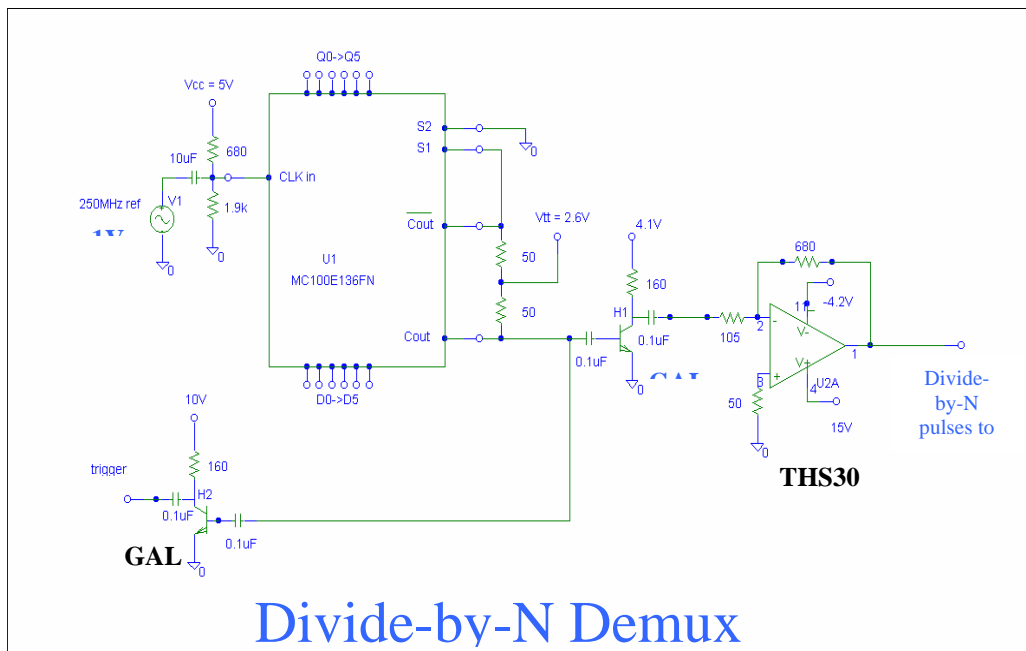 Q0->Q5
Vcc = 5V
680
10uF
CLK in
250MHz ref
V1
1.9k
0
0
S2
S1
0
Cout
Vtt = 2.6V
50
50
U1
MC100E136FN
Cout
D0->D5
4.1V
160
H1
0.1uF
0.1uF
0
105
680
11
-4.2V
2
-
V-
1
V+
3
+
U2A
4
50
15V
0
THS30
Divide-
by-N
pulses to
10V
160
trigger
H2
0.1uF
0.1uF
GAL
0
Divide-by-N Demux